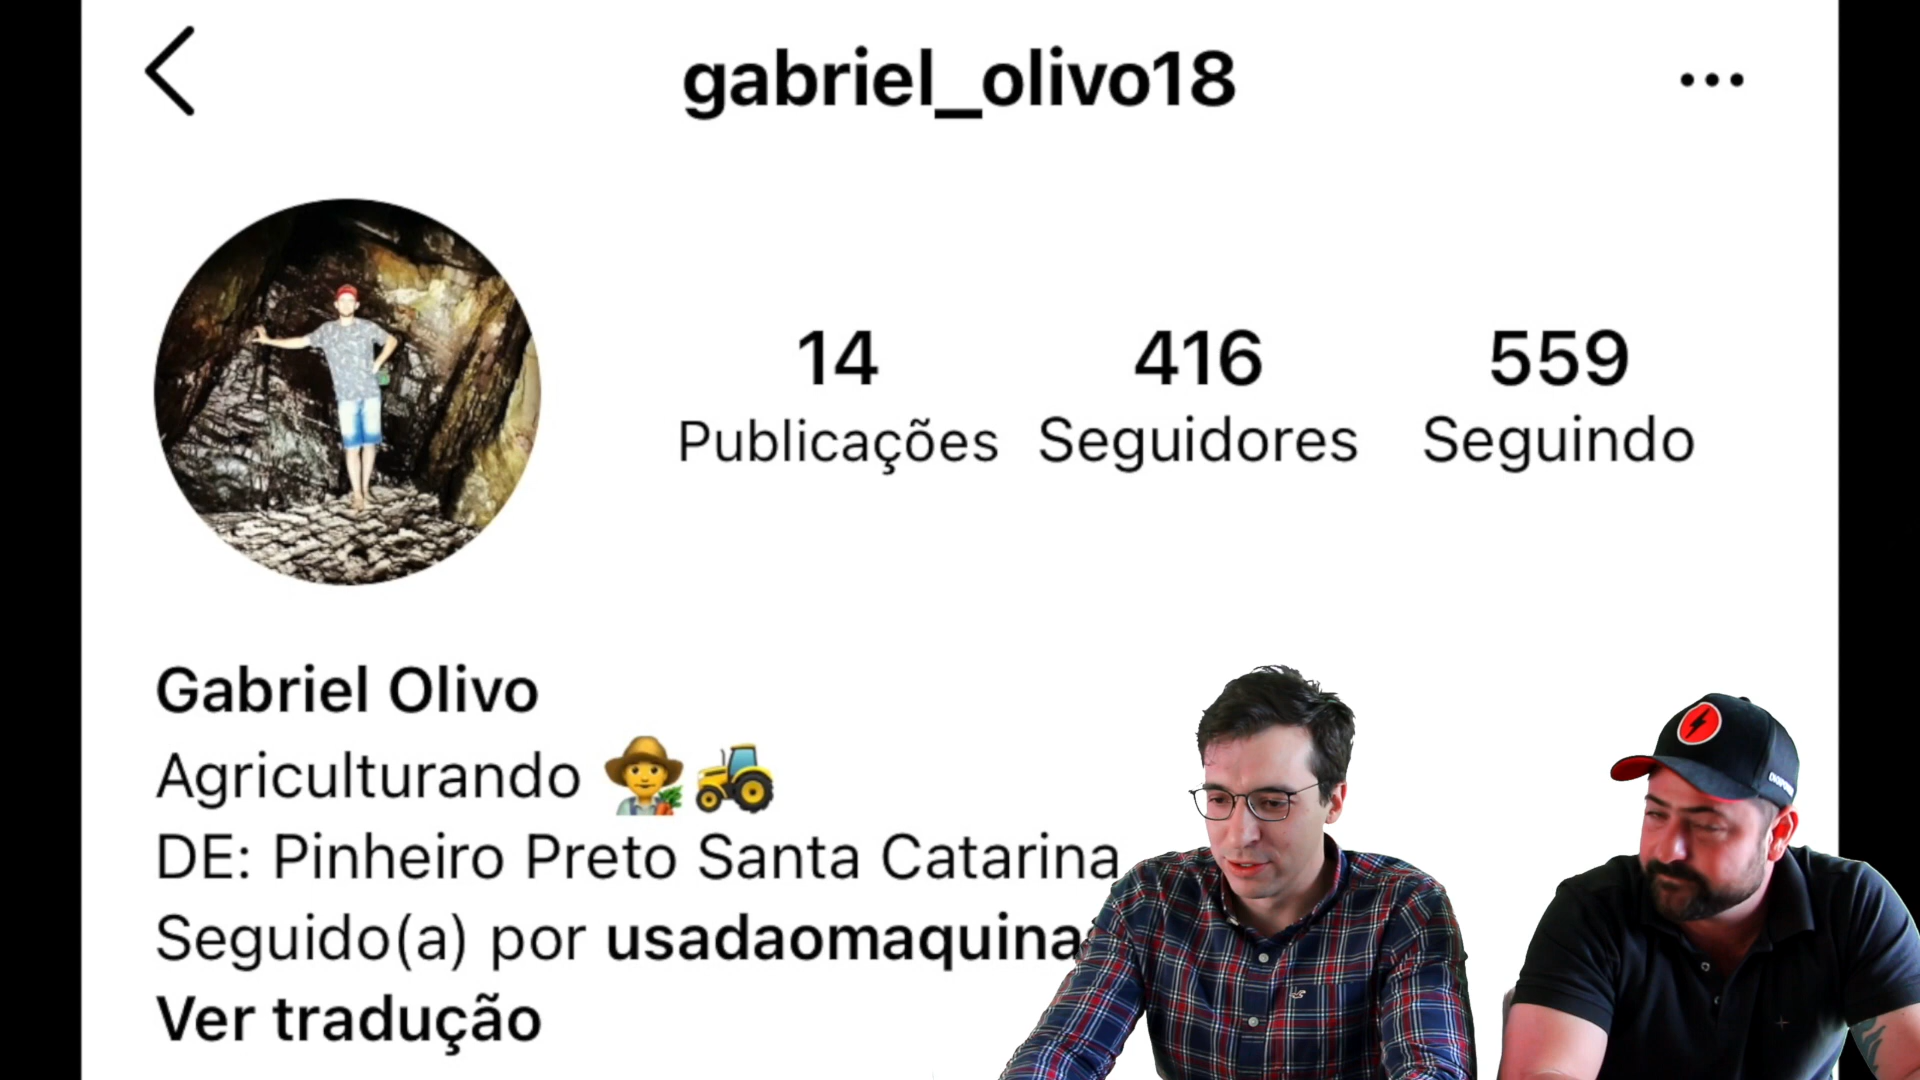 gabriel_olivo18
14 416 559
Publicações Seguidores Seguindo
Gabriel Olivo
Agriculturando
DE: Pinheiro Preto Santa Catarina
Seguido(a) por
Ver tradução